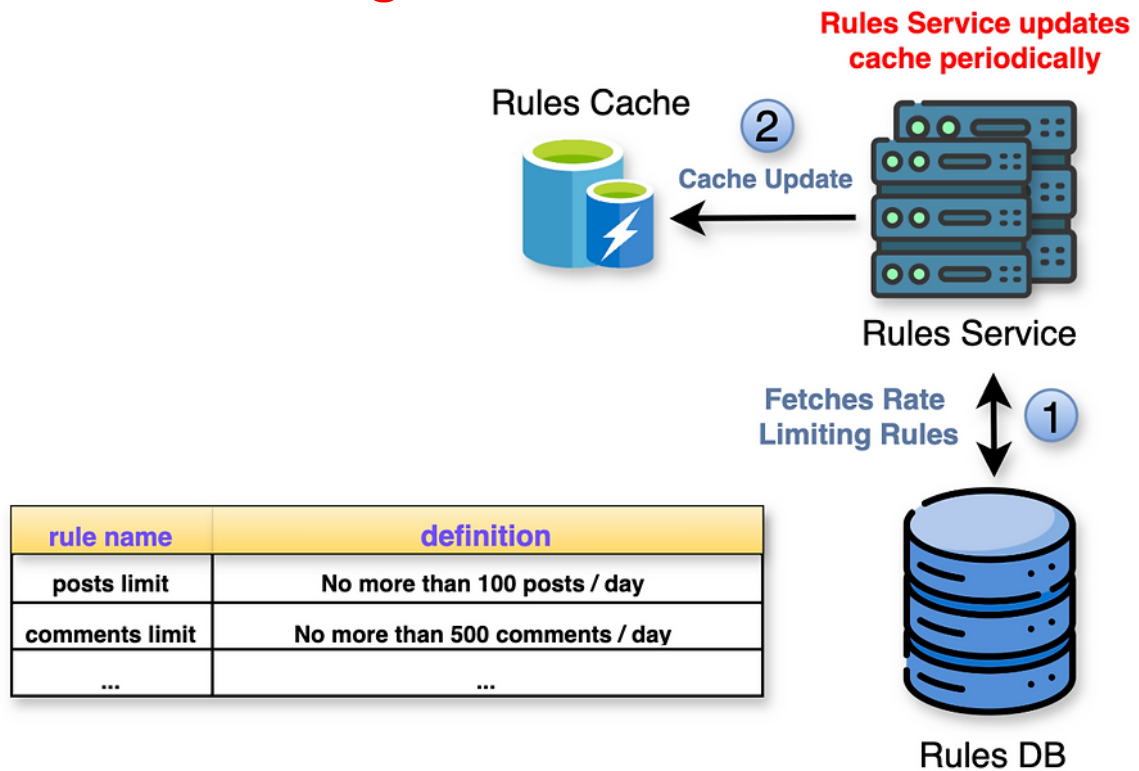 Rules Service updates
cache periodically
Rules Cache
2
Cache Update
Rules Service
Fetches Rate
Limiting Rules
1
rule name definition
posts limit No more than 100 posts / day
comments limit No more than 500 comments / day
... ...
Rules DB